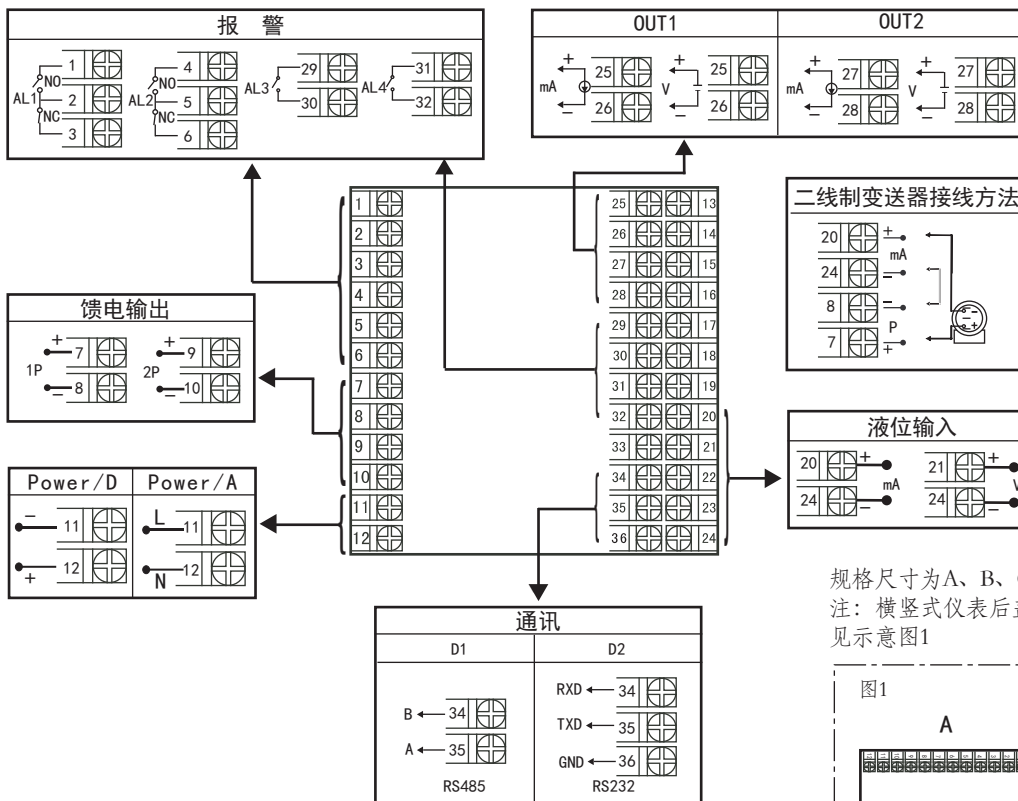 报 警
1
NO
AL1
2
NC
3
4
NO
AL2
5
NC
6
AL3
29
30
AL4
31
32
OUT1
OUT2
+
mA
−
25
26
+
V
−
25
26
+
mA
−
27
28
+
V
−
27
28
1
2
3
4
5
6
7
8
9
10
11
12
25 13
26 14
27 15
28 16
29 17
30 18
31 19
32 20
33 21
34 22
35 23
36 24
二线制变送器接线方法
20 +
mA
24 −
8 −
P
7 +
馈电输出
1P
+ 7
− 8
2P
+ 9
− 10
Power/D
Power/A
− 11
+ 12
L 11
N 12
液位输入
20 +
mA
24 −
21 +
24 −
通讯
D1
D2
B 34
A 35
RS485
RXD 34
TXD 35
GND 36
RS232
规格尺寸为A、B、
注：横竖式仪表后
见示意图1
图1
A